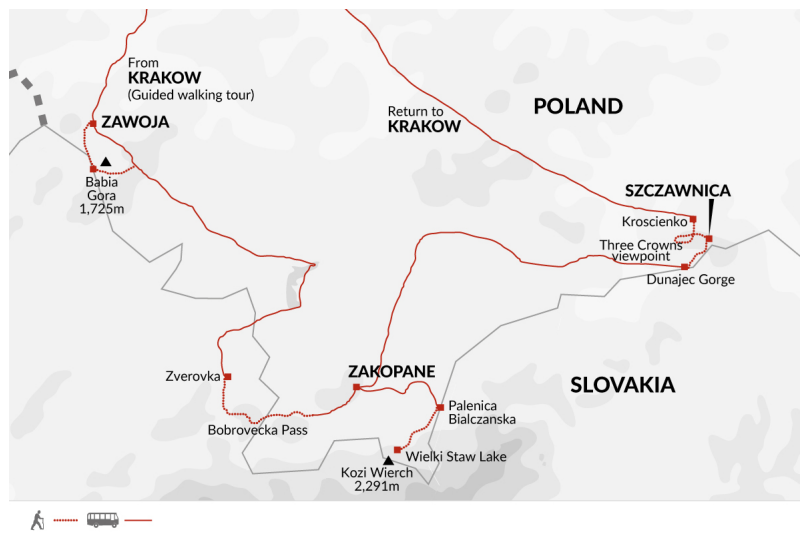 From
KRAKOW
(Guided walking tour)
ZAWOJA
Babia
Gora
1,725m
Return to
KRAKOW
POLAND
SZCZAWNICA
Kroscienko
Three Crowns
viewpoint
Dunajec Gorge
Zverovka
ZAKOPANE
Bobrovecka Pass
Palenica
Bialczanska
Wielki Staw Lake
Kozi Wierch
2,291m
SLOVAKIA